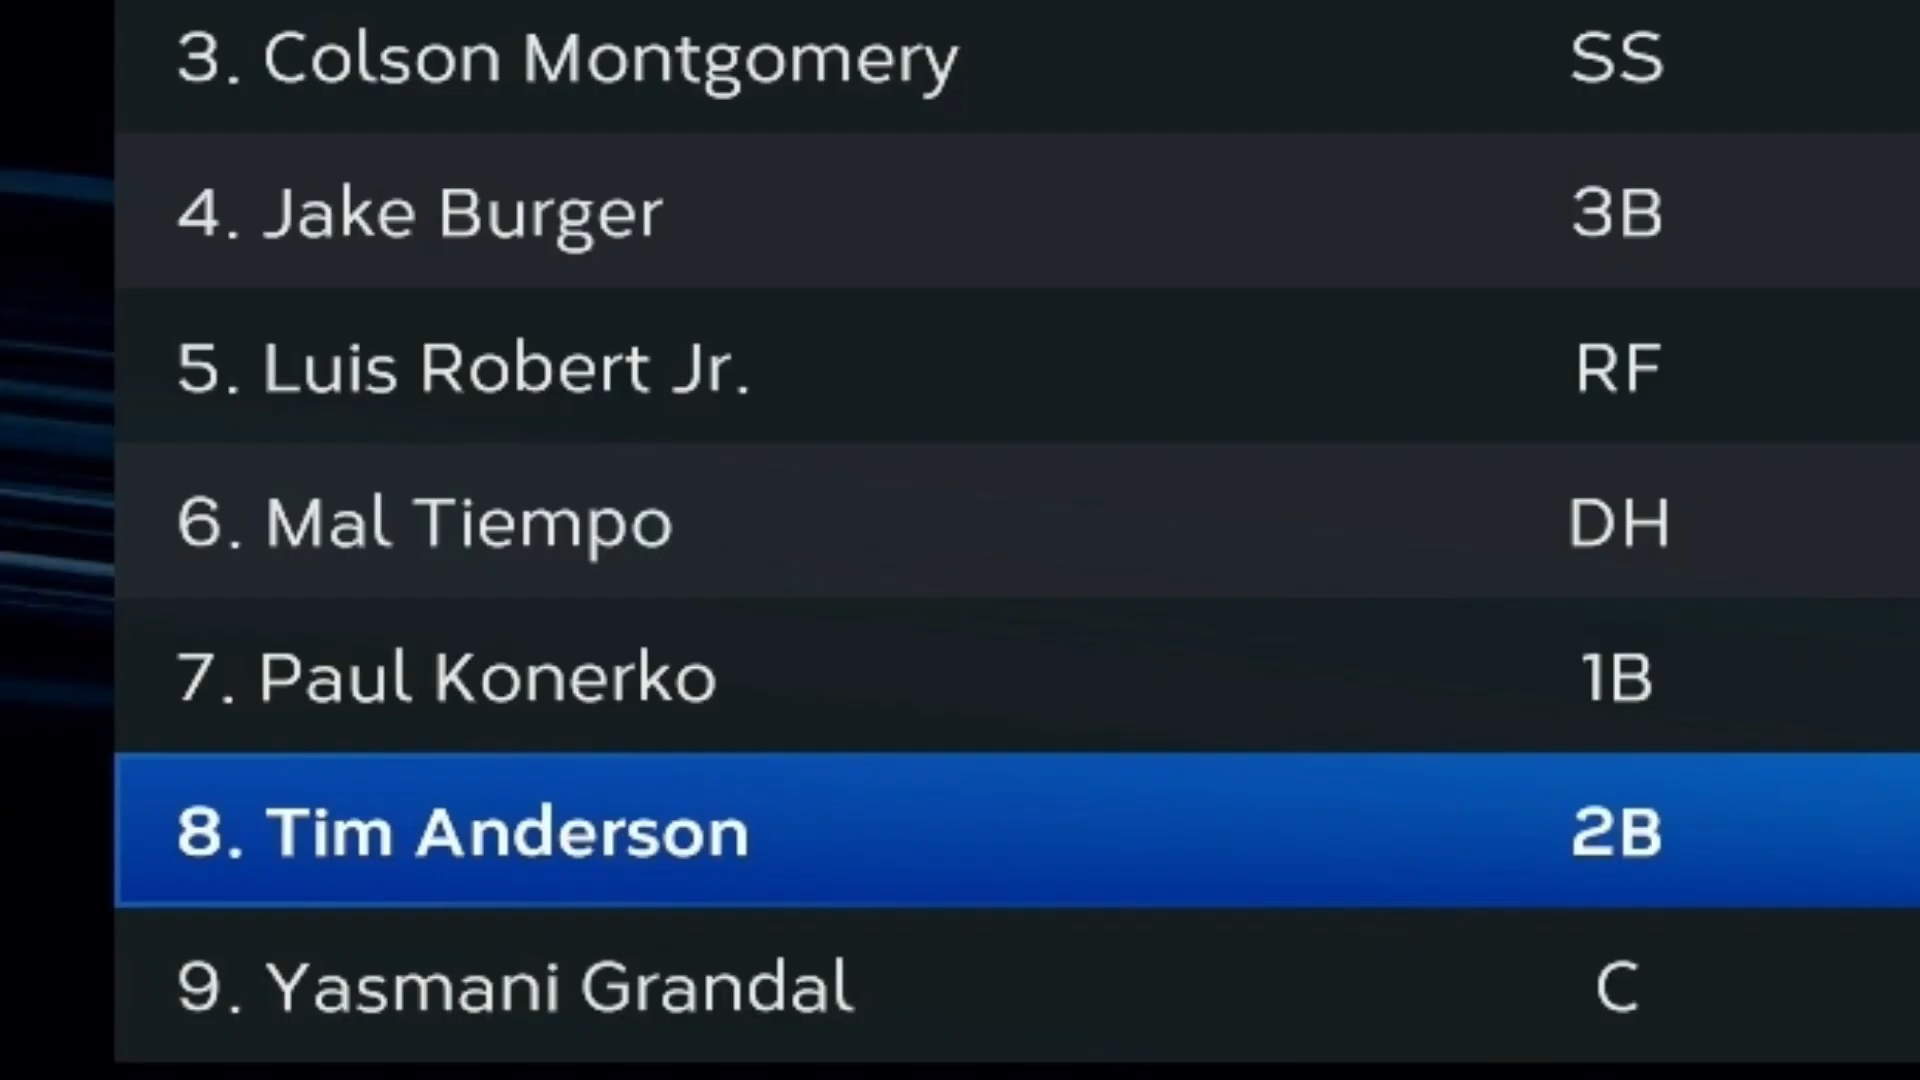 3. Colson Montgomery SS
4. Jake Burger 3B
5. Luis Robert Jr. RF
6. Mal Tiempo DH
7. Paul Konerko 1B
8. Tim Anderson 2B
9. Yasmani Grandal C